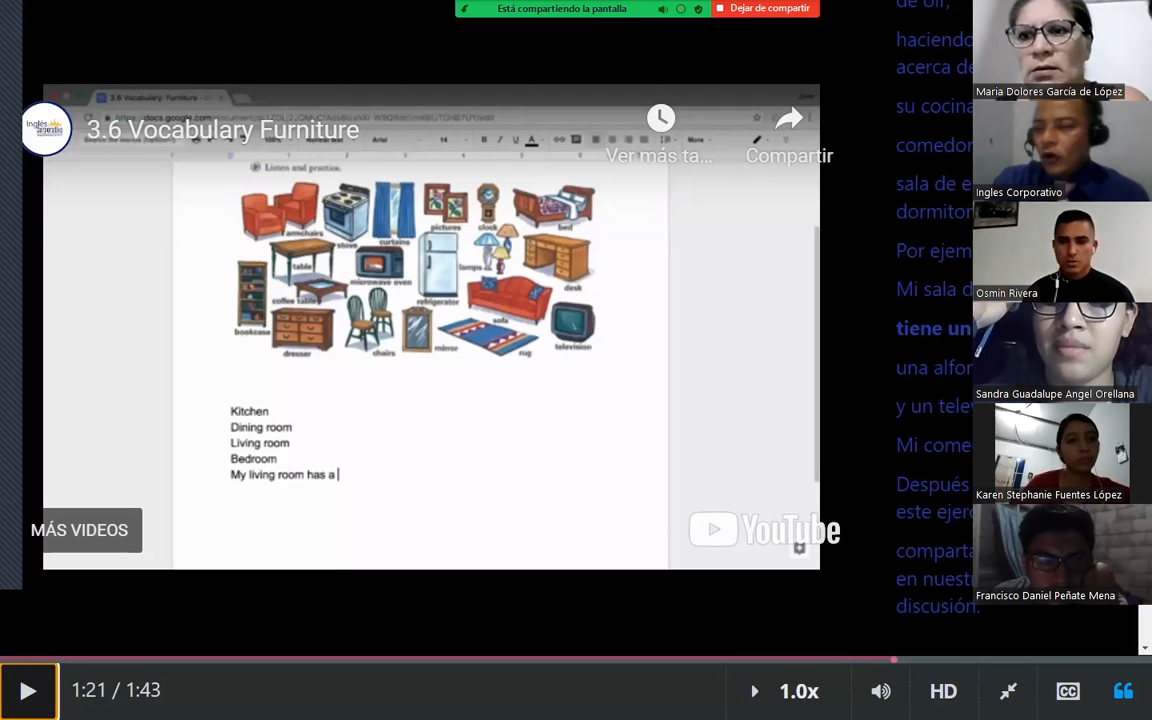 Está compartiendo la pantalla
Dejar de compartir
3.6 Vocabulary Furniture
Ver más ta...
Compartir
Listen and practice.
armchairs
stove
curtains
pictures
clock
bed
table
microwave oven
refrigerator
lamps
desk
coffee table
bookcase
dresser
chairs
mirror
sofa
rug
television
Kitchen
Dining room
Living room
Bedroom
My living room has a
MÁS VIDEOS
YouTube
de oír,
haciendo
acerca de
su cocina
comedor
sala de e
dormitor
Por ejem
Mi sala d
tiene un
una alfor
y un tele
Mi come
Después
este ejer
comparta
en nuestr
discusión.
Maria Dolores García de López
Ingles Corporativo
Osmin Rivera
Sandra Guadalupe Angel Orellana
Karen Stephanie Fuentes López
Francisco Daniel Peñate Mena
1:21 / 1:43
1.0x
HD
CC